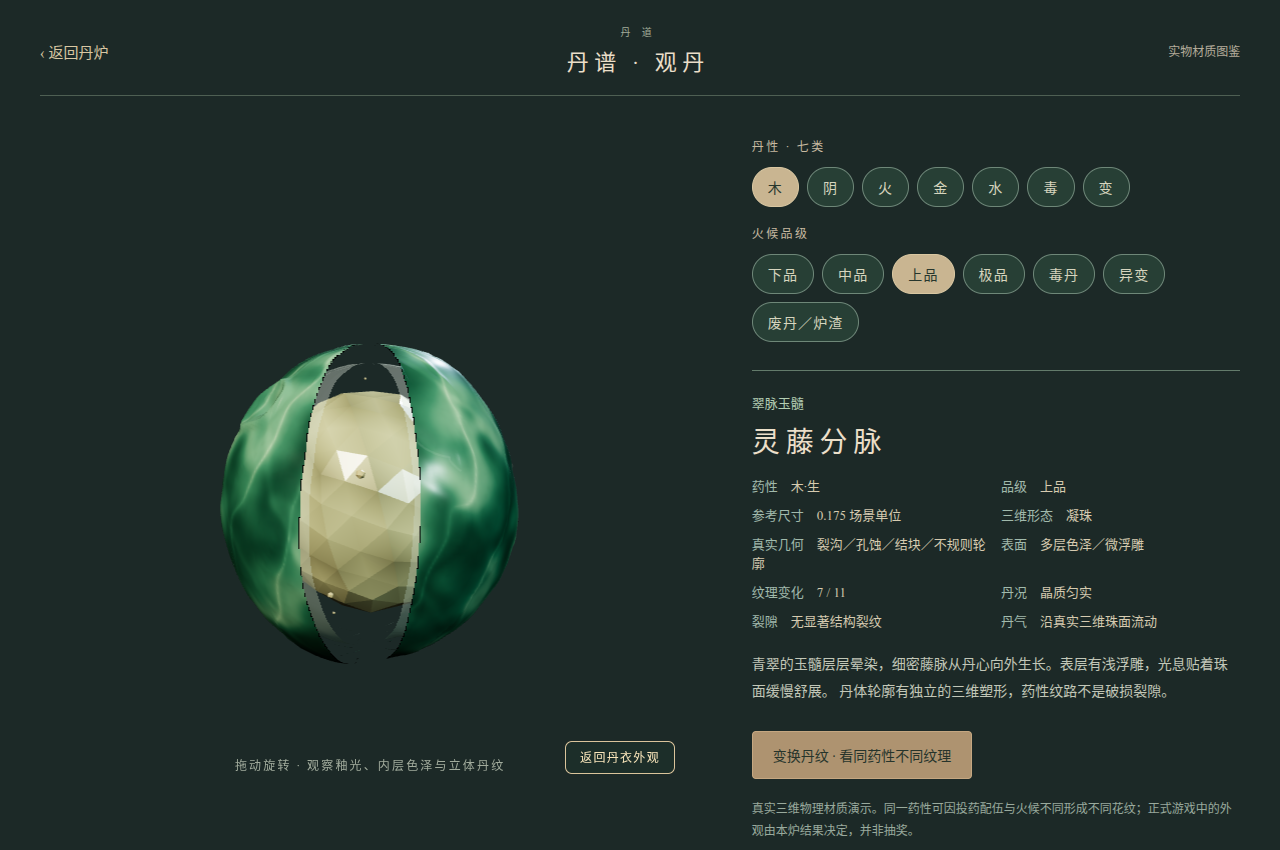 ‹ 返回丹炉
丹 道
丹谱 · 观丹
实物材质图鉴
丹性 · 七类
木 阴 火 金 水 毒 变
火候品级
下品 中品 上品 极品 毒丹 异变
废丹／炉渣
翠脉玉髓
灵藤分脉
药性 木·生 品级 上品
参考尺寸 0.175 场景单位 三维形态 凝珠
真实几何 裂沟／孔蚀／结块／不规则轮 表面 多层色泽／微浮雕
廓
纹理变化 7 / 11 丹况 晶质匀实
裂隙 无显著结构裂纹 丹气 沿真实三维珠面流动
青翠的玉髓层层晕染，细密藤脉从丹心向外生长。表层有浅浮雕，光息贴着珠
面缓慢舒展。 丹体轮廓有独立的三维塑形，药性纹路不是破损裂隙。
返回丹衣外观
拖动旋转 · 观察釉光、内层色泽与立体丹纹
变换丹纹 · 看同药性不同纹理
真实三维物理材质演示。同一药性可因投药配伍与火候不同形成不同花纹；正式游戏中的外
观由本炉结果决定，并非抽奖。